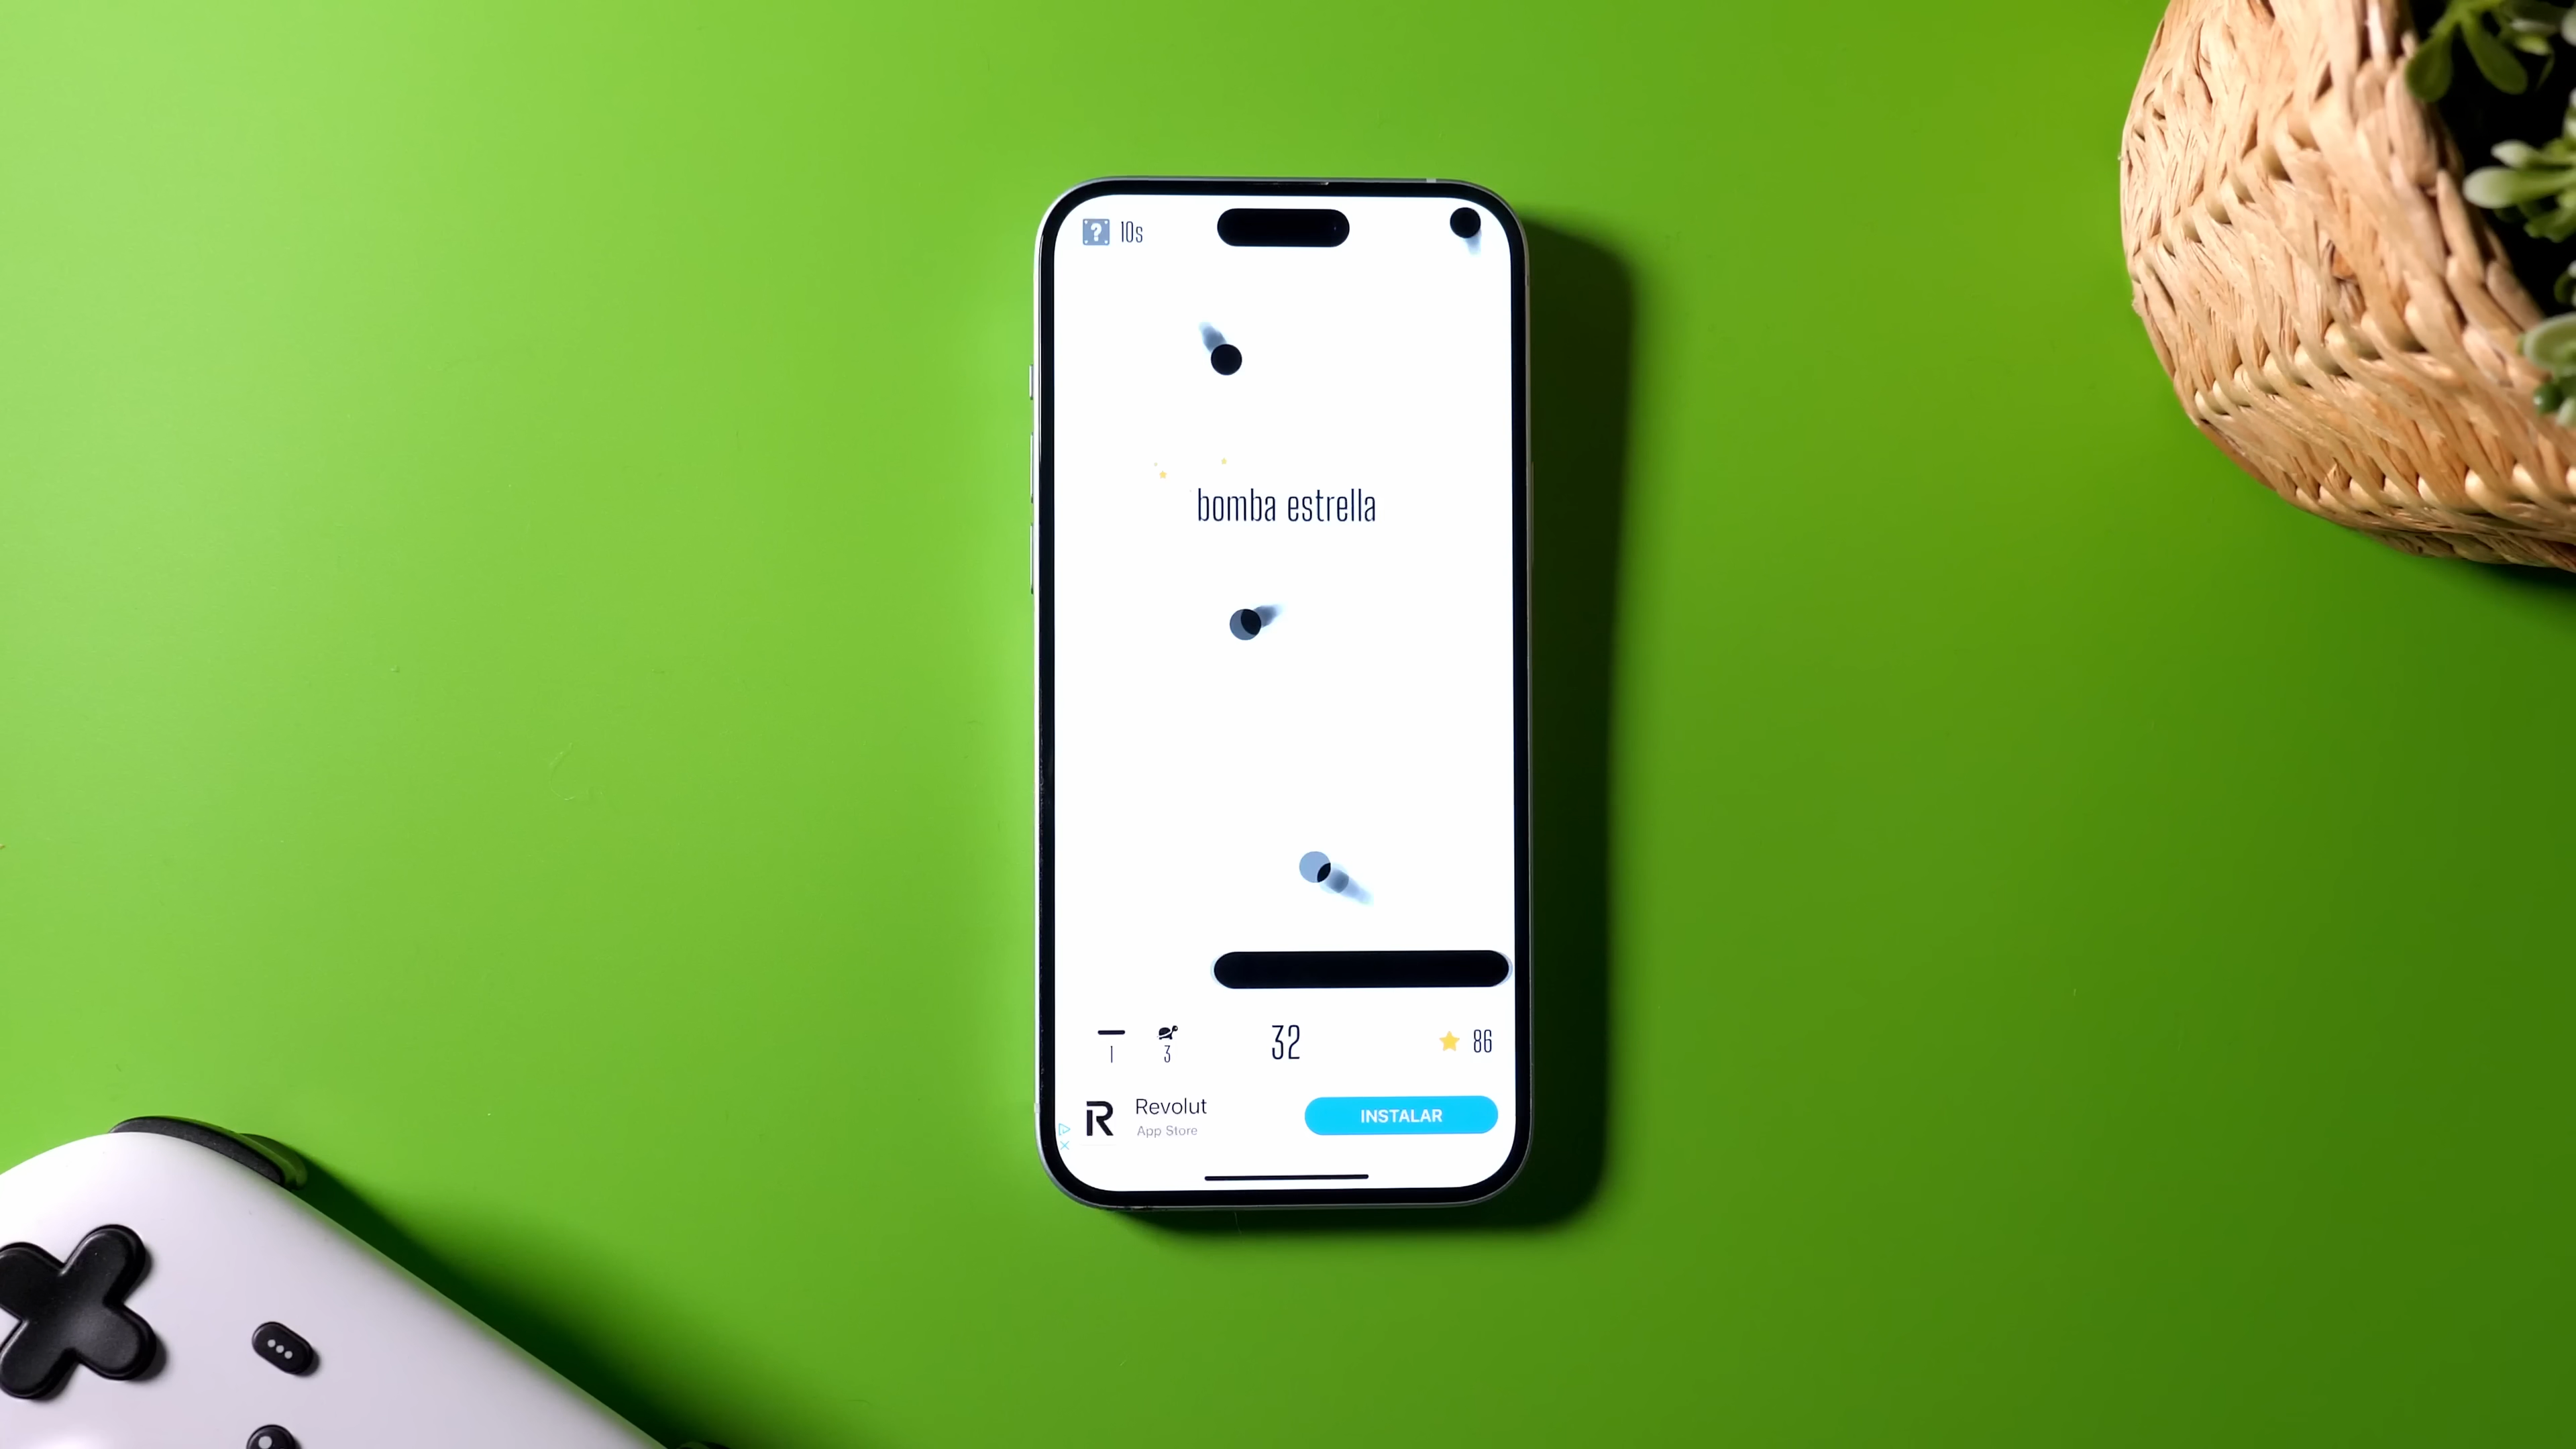 ? 10s
bomba estrella
1 3 32 86
Revolut
App Store
INSTALAR